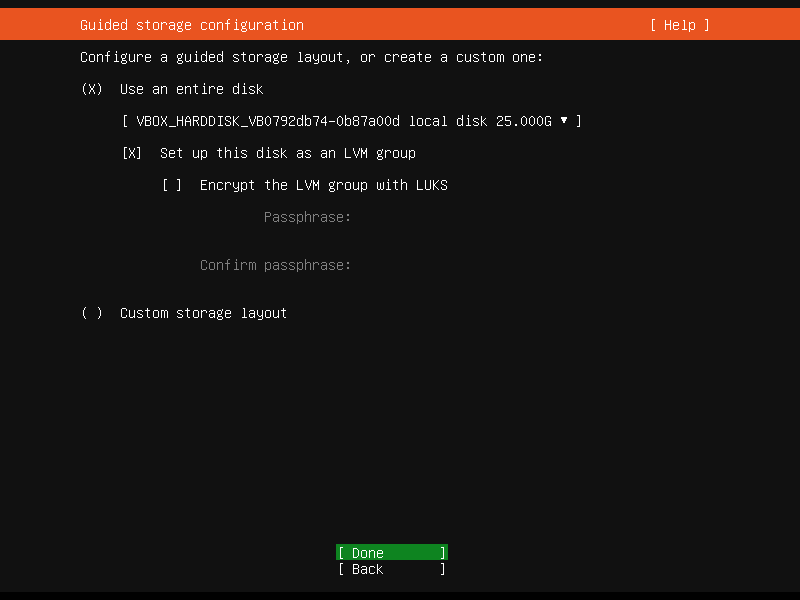 Guided storage configuration [ Help ]
Configure a guided storage layout, or create a custom one:
(X) Use an entire disk
[ VBOX_HARDDISK_VB0792db74-0b87a00d local disk 25.000G ▾ ]
[X] Set up this disk as an LVM group
[ ] Encrypt the LVM group with LUKS
Passphrase:
Confirm passphrase:
( ) Custom storage layout
[ Done ]
[ Back ]